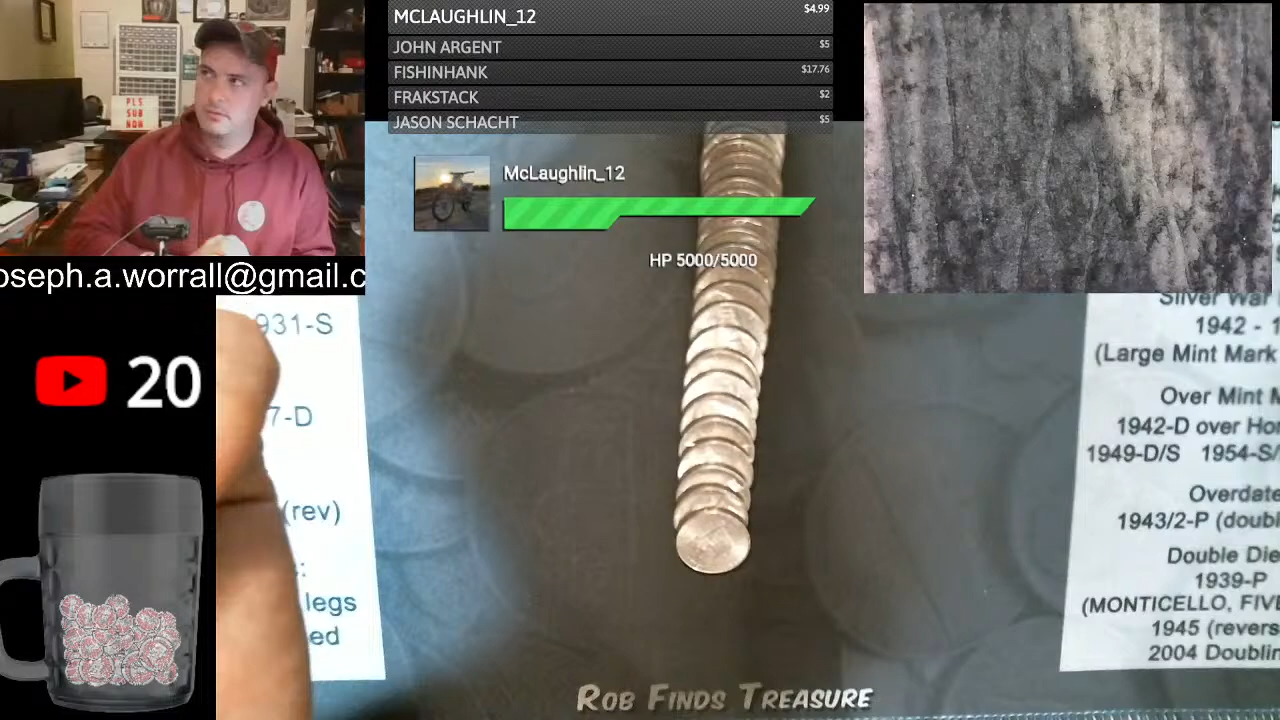 MCLAUGHLIN_12 $4.99
JOHN ARGENT $5
FISHINHANK $17.76
FRAKSTACK $2
JASON SCHACHT $5
PLS
SUB
NOW
McLaughlin_12
HP 5000/5000
oseph.a.worrall@gmail.c
20
931-S
7-D
(rev)
:
legs
ed
Silver War
1942 - 1
(Large Mint Mark
Over Mint M
1942-D over Hor
1949-D/S 1954-S/
Overdate
1943/2-P (doubl
Double Die
1939-P
(MONTICELLO, FIVE
1945 (revers
2004 Doublin
ROB FINDS TREASURE